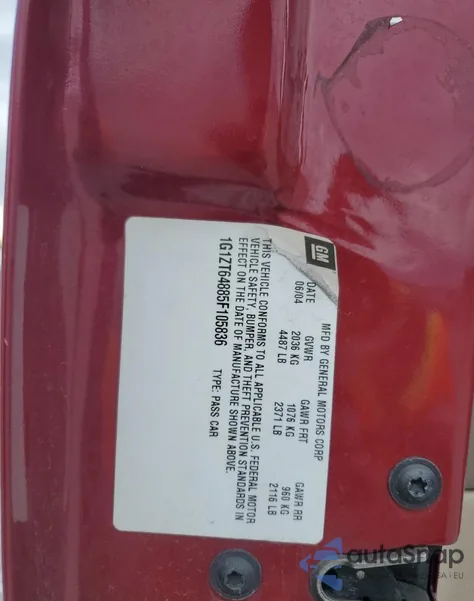 GM
MFD BY GENERAL MOTORS CORP
DATE GVWR GAWR FRT GAWR RR
06/04 2036 KG 1076 KG 960 KG
4487 LB 2371 LB 2116 LB
THIS VEHICLE CONFORMS TO ALL APPLICABLE U.S. FEDERAL MOTOR
VEHICLE SAFETY, BUMPER, AND THEFT PREVENTION STANDARDS IN
EFFECT ON THE DATE OF MANUFACTURE SHOWN ABOVE.
1G1ZT64885F105836 TYPE: PASS CAR
autoSnap